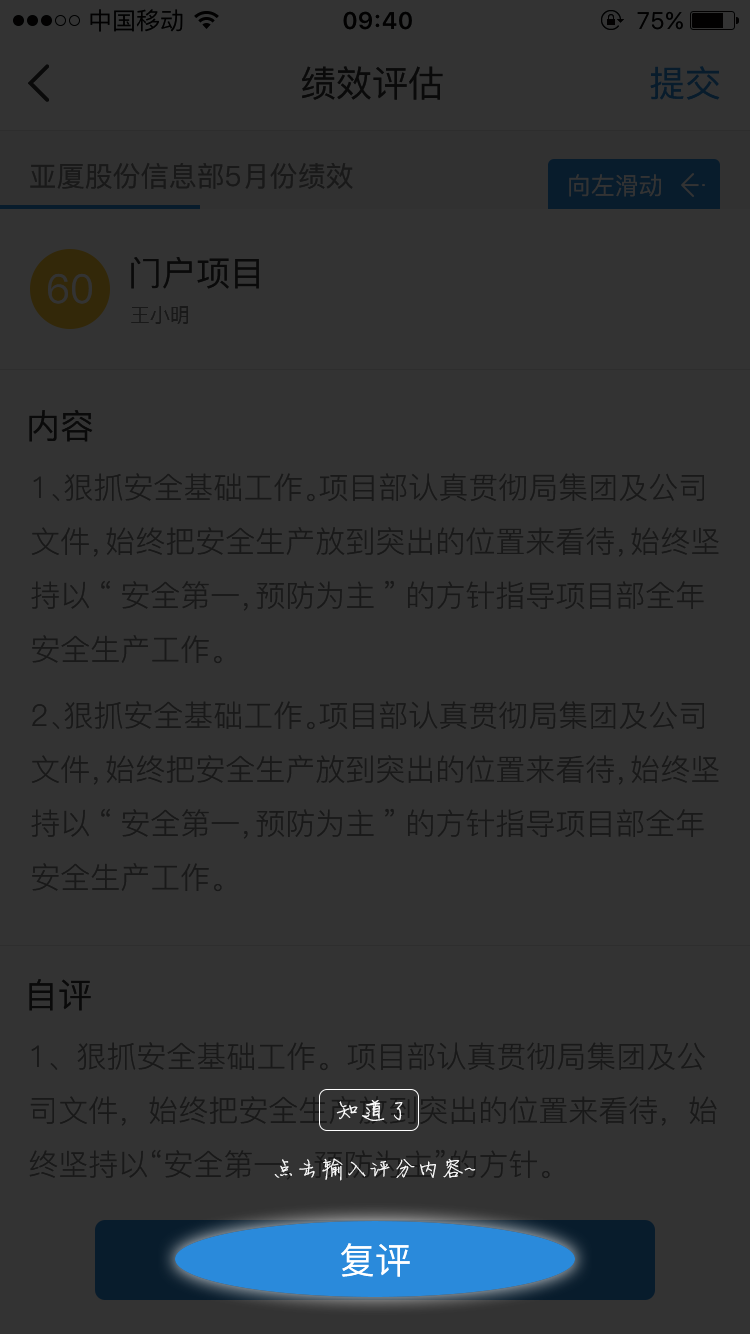 中国移动 09:40 75%
绩效评估 提交
亚厦股份信息部5月份绩效 向左滑动
60 门户项目
王小明
内容
1、狠抓安全基础工作。项目部认真贯彻局集团及公司
文件,始终把安全生产放到突出的位置来看待,始终坚
持以“安全第一,预防为主”的方针指导项目部全年
安全生产工作。
2、狠抓安全基础工作。项目部认真贯彻局集团及公司
文件,始终把安全生产放到突出的位置来看待,始终坚
持以“安全第一,预防为主”的方针指导项目部全年
安全生产工作。
自评
1、狠抓安全基础工作。项目部认真贯彻局集团及公
司文件，始终把安全生产放到突出的位置来看待，始
知道了
终坚持以“安全第一，预防为主”的方针。
点击输入评分内容~
复评